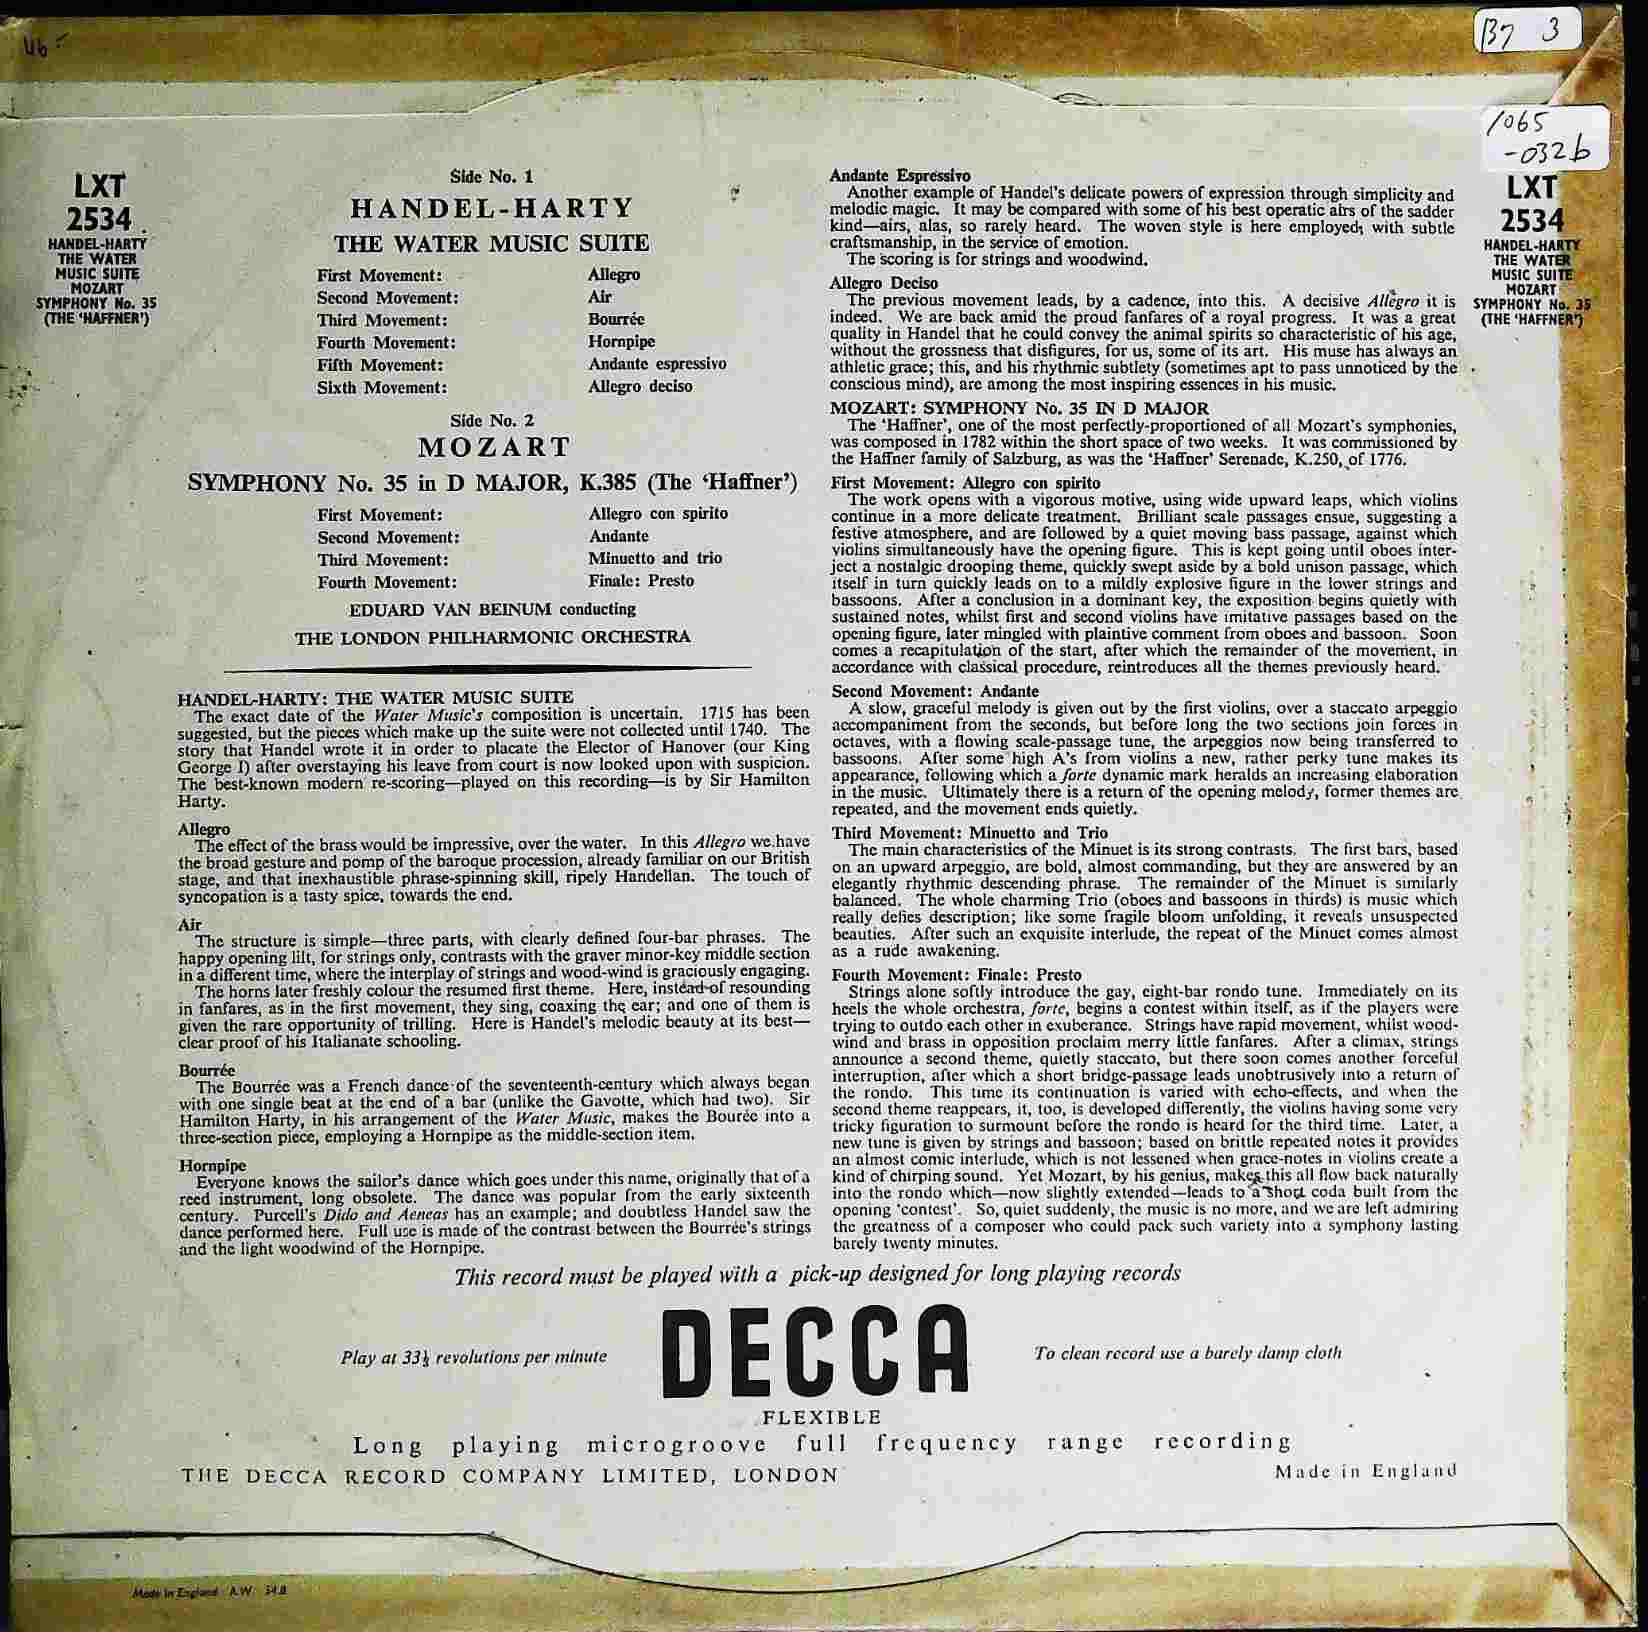 46
B7 3
1065
-032b
LXT
2534
HANDEL-HARTY
THE WATER
MUSIC SUITE
MOZART
SYMPHONY No. 35
(THE ‘HAFFNER’)
Side No. 1
HANDEL-HARTY
THE WATER MUSIC SUITE
First Movement: Allegro
Second Movement: Air
Third Movement: Bourrée
Fourth Movement: Hornpipe
Fifth Movement: Andante espressivo
Sixth Movement: Allegro deciso
Side No. 2
MOZART
SYMPHONY No. 35 in D MAJOR, K.385 (The ‘Haffner’)
First Movement: Allegro con spirito
Second Movement: Andante
Third Movement: Minuetto and trio
Fourth Movement: Finale: Presto
EDUARD VAN BEINUM conducting
THE LONDON PHILHARMONIC ORCHESTRA
HANDEL-HARTY: THE WATER MUSIC SUITE
The exact date of the Water Music's composition is uncertain. 1715 has been
suggested, but the pieces which make up the suite were not collected until 1740. The
story that Handel wrote it in order to placate the Elector of Hanover (our King
George I) after overstaying his leave from court is now looked upon with suspicion.
The best-known modern re-scoring—played on this recording—is by Sir Hamilton
Harty.
Allegro
The effect of the brass would be impressive, over the water. In this Allegro we have
the broad gesture and pomp of the baroque procession, already familiar on our British
stage, and that inexhaustible phrase-spinning skill, ripely Handelian. The touch of
syncopation is a tasty spice, towards the end.
Air
The structure is simple—three parts, with clearly defined four-bar phrases. The
happy opening lilt, for strings only, contrasts with the graver minor-key middle section
in a different time, where the interplay of strings and wood-wind is graciously engaging.
The horns later freshly colour the resumed first theme. Here, instead of resounding
in fanfares, as in the first movement, they sing, coaxing the ear; and one of them is
given the rare opportunity of trilling. Here is Handel's melodic beauty at its best—
clear proof of his Italianate schooling.
Bourrée
The Bourrée was a French dance of the seventeenth-century which always began
with one single beat at the end of a bar (unlike the Gavotte, which had two). Sir
Hamilton Harty, in his arrangement of the Water Music, makes the Bourée into a
three-section piece, employing a Hornpipe as the middle-section item.
Hornpipe
Everyone knows the sailor's dance which goes under this name, originally that of a
reed instrument, long obsolete. The dance was popular from the early sixteenth
century. Purcell's Dido and Aeneas has an example; and doubtless Handel saw the
dance performed here. Full use is made of the contrast between the Bourrée's strings
and the light woodwind of the Hornpipe.
Andante Espressivo
Another example of Handel's delicate powers of expression through simplicity and
melodic magic. It may be compared with some of his best operatic airs of the sadder
kind—airs, alas, so rarely heard. The woven style is here employed, with subtle
craftsmanship, in the service of emotion.
The scoring is for strings and woodwind.
Allegro Deciso
The previous movement leads, by a cadence, into this. A decisive Allegro it is
indeed. We are back amid the proud fanfares of a royal progress. It was a great
quality in Handel that he could convey the animal spirits so characteristic of his age,
without the grossness that disfigures, for us, some of its art. His muse has always an
athletic grace; this, and his rhythmic subtlety (sometimes apt to pass unnoticed by the
conscious mind), are among the most inspiring essences in his music.
MOZART: SYMPHONY No. 35 IN D MAJOR
The ‘Haffner’, one of the most perfectly-proportioned of all Mozart's symphonies,
was composed in 1782 within the short space of two weeks. It was commissioned by
the Haffner family of Salzburg, as was the ‘Haffner’ Serenade, K.250, of 1776.
First Movement: Allegro con spirito
The work opens with a vigorous motive, using wide upward leaps, which violins
continue in a more delicate treatment. Brilliant scale passages ensue, suggesting a
festive atmosphere, and are followed by a quiet moving bass passage, against which
violins simultaneously have the opening figure. This is kept going until oboes inter-
ject a nostalgic drooping theme, quickly swept aside by a bold unison passage, which
itself in turn quickly leads on to a mildly explosive figure in the lower strings and
bassoons. After a conclusion in a dominant key, the exposition begins quietly with
sustained notes, whilst first and second violins have imitative passages based on the
opening figure, later mingled with plaintive comment from oboes and bassoon. Soon
comes a recapitulation of the start, after which the remainder of the movement, in
accordance with classical procedure, reintroduces all the themes previously heard.
Second Movement: Andante
A slow, graceful melody is given out by the first violins, over a staccato arpeggio
accompaniment from the seconds, but before long the two sections join forces in
octaves, with a flowing scale-passage tune, the arpeggios now being transferred to
bassoons. After some high A's from violins a new, rather perky tune makes its
appearance, following which a forte dynamic mark heralds an increasing elaboration
in the music. Ultimately there is a return of the opening melody, former themes are
repeated, and the movement ends quietly.
Third Movement: Minuetto and Trio
The main characteristics of the Minuet is its strong contrasts. The first bars, based
on an upward arpeggio, are bold, almost commanding, but they are answered by an
elegantly rhythmic descending phrase. The remainder of the Minuet is similarly
balanced. The whole charming Trio (oboes and bassoons in thirds) is music which
really defies description; like some fragile bloom unfolding, it reveals unsuspected
beauties. After such an exquisite interlude, the repeat of the Minuet comes almost
as a rude awakening.
Fourth Movement: Finale: Presto
Strings alone softly introduce the gay, eight-bar rondo tune. Immediately on its
heels the whole orchestra, forte, begins a contest within itself, as if the players were
trying to outdo each other in exuberance. Strings have rapid movement, whilst wood-
wind and brass in opposition proclaim merry little fanfares. After a climax, strings
announce a second theme, quietly staccato, but there soon comes another forceful
interruption, after which a short bridge-passage leads unobtrusively into a return of
the rondo. This time its continuation is varied with echo-effects, and when the
second theme reappears, it, too, is developed differently, the violins having some very
tricky figuration to surmount before the rondo is heard for the third time. Later, a
new tune is given by strings and bassoon; based on brittle repeated notes it provides
an almost comic interlude, which is not lessened when grace-notes in violins create a
kind of chirping sound. Yet Mozart, by his genius, makes this all flow back naturally
into the rondo which—now slightly extended—leads to a short coda built from the
opening ‘contest’. So, quiet suddenly, the music is no more, and we are left admiring
the greatness of a composer who could pack such variety into a symphony lasting
barely twenty minutes.
LXT
2534
HANDEL-HARTY
THE WATER
MUSIC SUITE
MOZART
SYMPHONY No. 35
(THE ‘HAFFNER’)
This record must be played with a pick-up designed for long playing records
Play at 33⅓ revolutions per minute
DECCA
To clean record use a barely damp cloth
FLEXIBLE
Long playing microgroove full frequency range recording
THE DECCA RECORD COMPANY LIMITED, LONDON
Made in England
Made in England A.W. 54.B